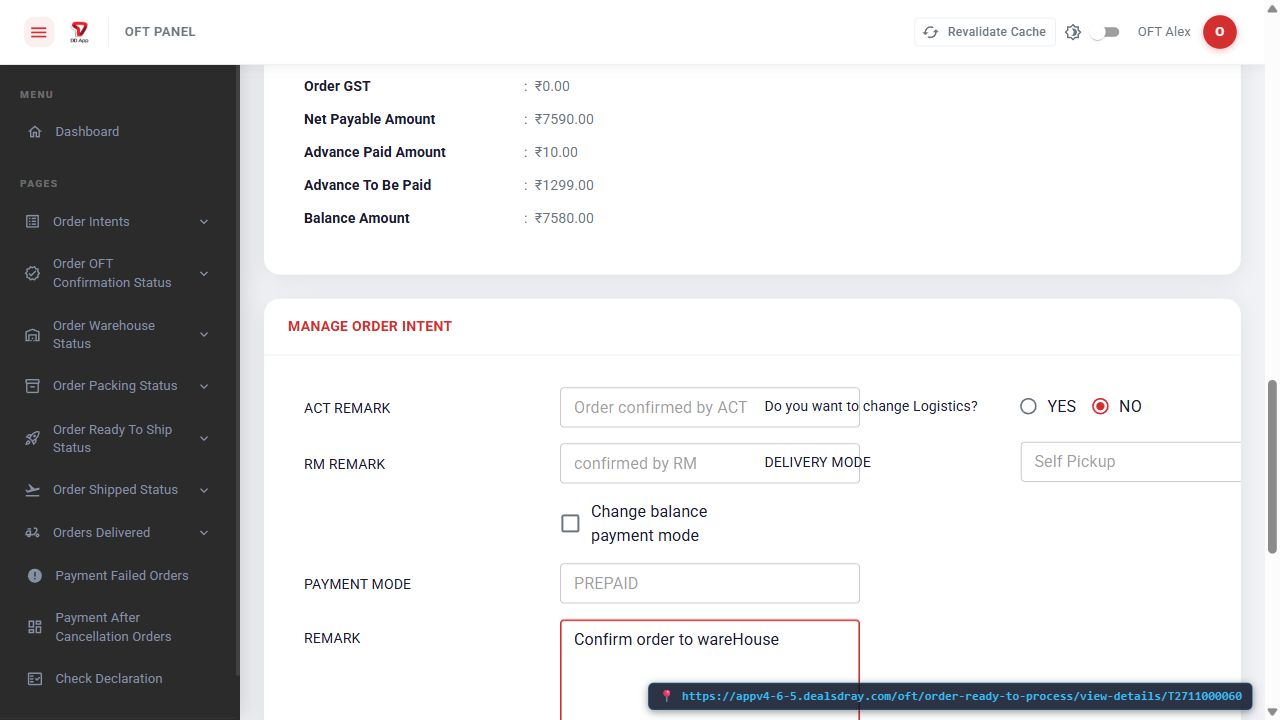 DD App
OFT PANEL
Revalidate Cache
OFT Alex
O
MENU
Dashboard
PAGES
Order Intents
Order OFT
Confirmation Status
Order Warehouse
Status
Order Packing Status
Order Ready To Ship
Status
Order Shipped Status
Orders Delivered
Payment Failed Orders
Payment After
Cancellation Orders
Check Declaration
Order GST : ₹0.00
Net Payable Amount : ₹7590.00
Advance Paid Amount : ₹10.00
Advance To Be Paid : ₹1299.00
Balance Amount : ₹7580.00
MANAGE ORDER INTENT
ACT REMARK
Order confirmed by ACT
Do you want to change Logistics?
YES
NO
RM REMARK
confirmed by RM
DELIVERY MODE
Self Pickup
Change balance
payment mode
PAYMENT MODE
PREPAID
REMARK
Confirm order to wareHouse
https://appv4-6-5.dealsdray.com/oft/order-ready-to-process/view-details/T2711000060